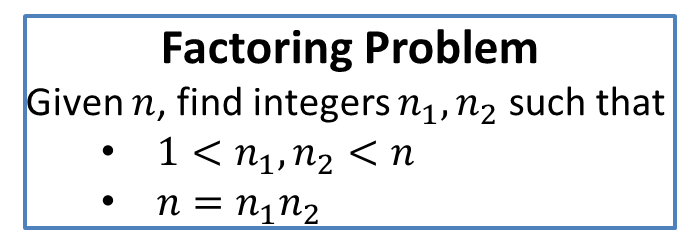 Factoring Problem
Given n, find integers n₁, n₂ such that
• 1 < n₁, n₂ < n
• n = n₁n₂